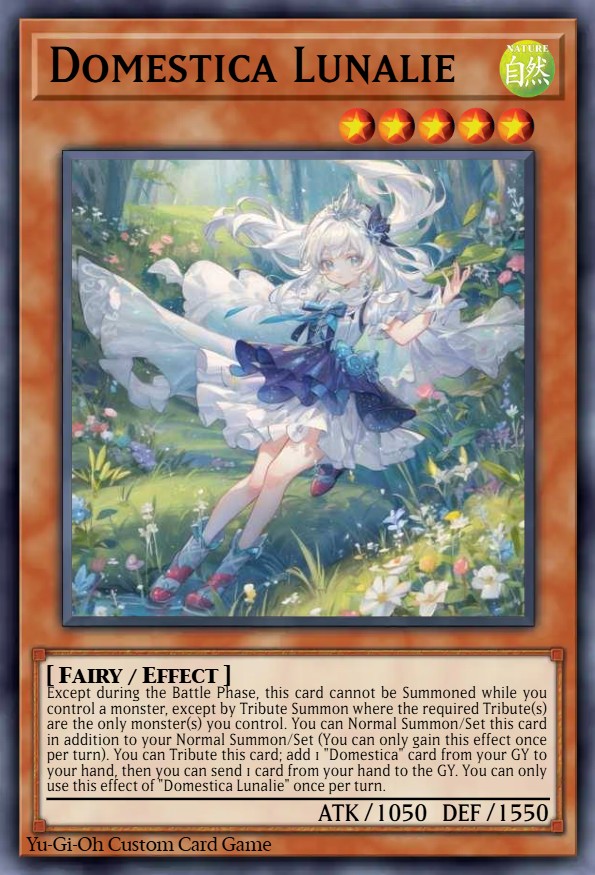 Domestica Lunalie
NATURE
自然
[ Fairy / Effect ]
Except during the Battle Phase, this card cannot be Summoned while you
control a monster, except by Tribute Summon where the required Tribute(s)
are the only monster(s) you control. You can Normal Summon/Set this card
in addition to your Normal Summon/Set (You can only gain this effect once
per turn). You can Tribute this card; add 1 "Domestica" card from your GY to
your hand, then you can send 1 card from your hand to the GY. You can only
use this effect of "Domestica Lunalie" once per turn.
ATK/1050 DEF/1550
Yu-Gi-Oh Custom Card Game